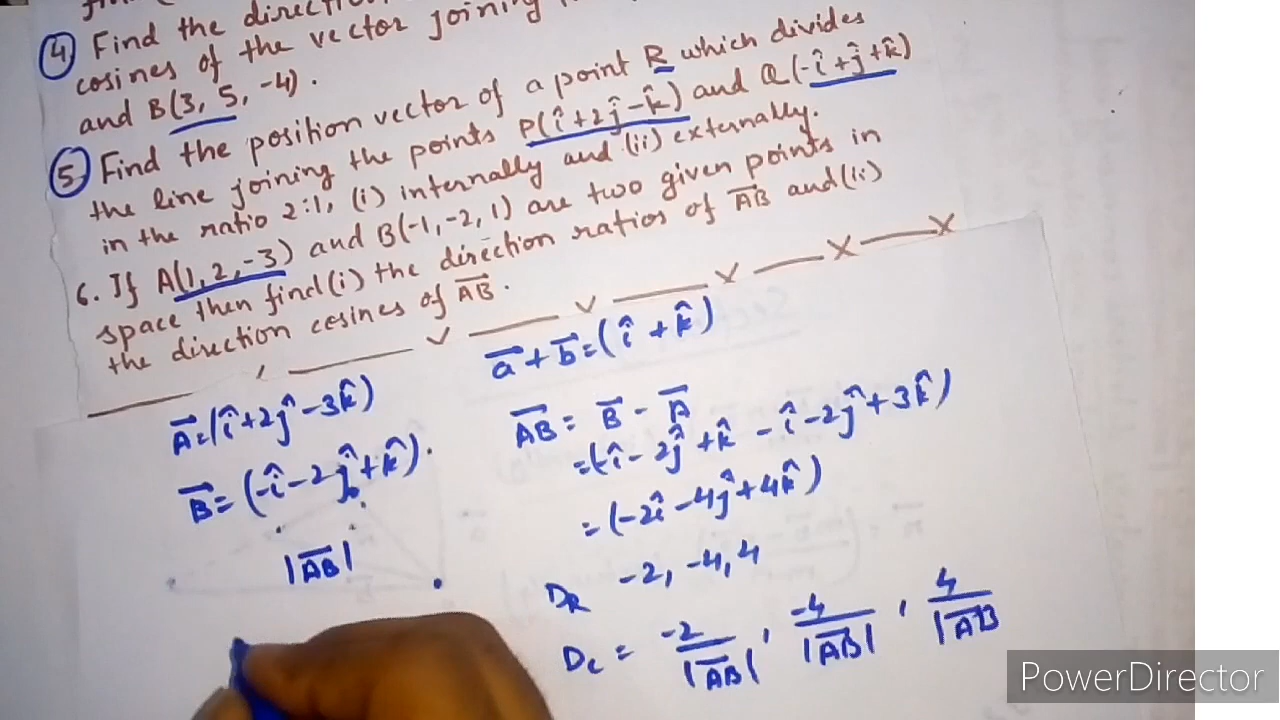 ④ Find the direction
cosines of the vector joining
and B(3, 5, -4).
⑤ Find the position vector of a point R which divides
the line joining the points P(î+2ĵ-k̂) and Q(-î+ĵ+k̂)
in the ratio 2:1, (i) internally and (ii) externally.
6. If A(1, 2, -3) and B(-1, -2, 1) are two given points in
space then find (i) the direction ratios of →AB and (ii)
the direction cosines of →AB.
→a + →b = (î + k̂)
→A = (î+2ĵ-3k̂)
→B = (-î-2ĵ+k̂).
|→AB|
→AB = →B - →A
= (-î-2ĵ+k̂ -î-2ĵ+3k̂)
= (-2î-4ĵ+4k̂)
DR -2, -4, 4
Dc = -2/|→AB|, -4/|→AB|, 4/|→AB
PowerDirector